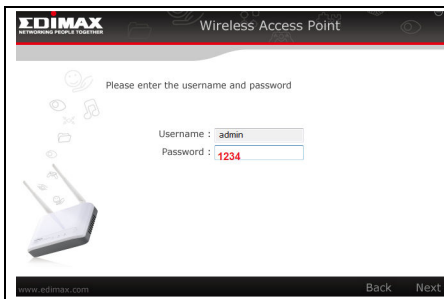 EDIMAX
NETWORKING PEOPLE TOGETHER
Wireless Access Point
Please enter the username and password
Username : admin
Password : 1234
www.edimax.com
Back Next